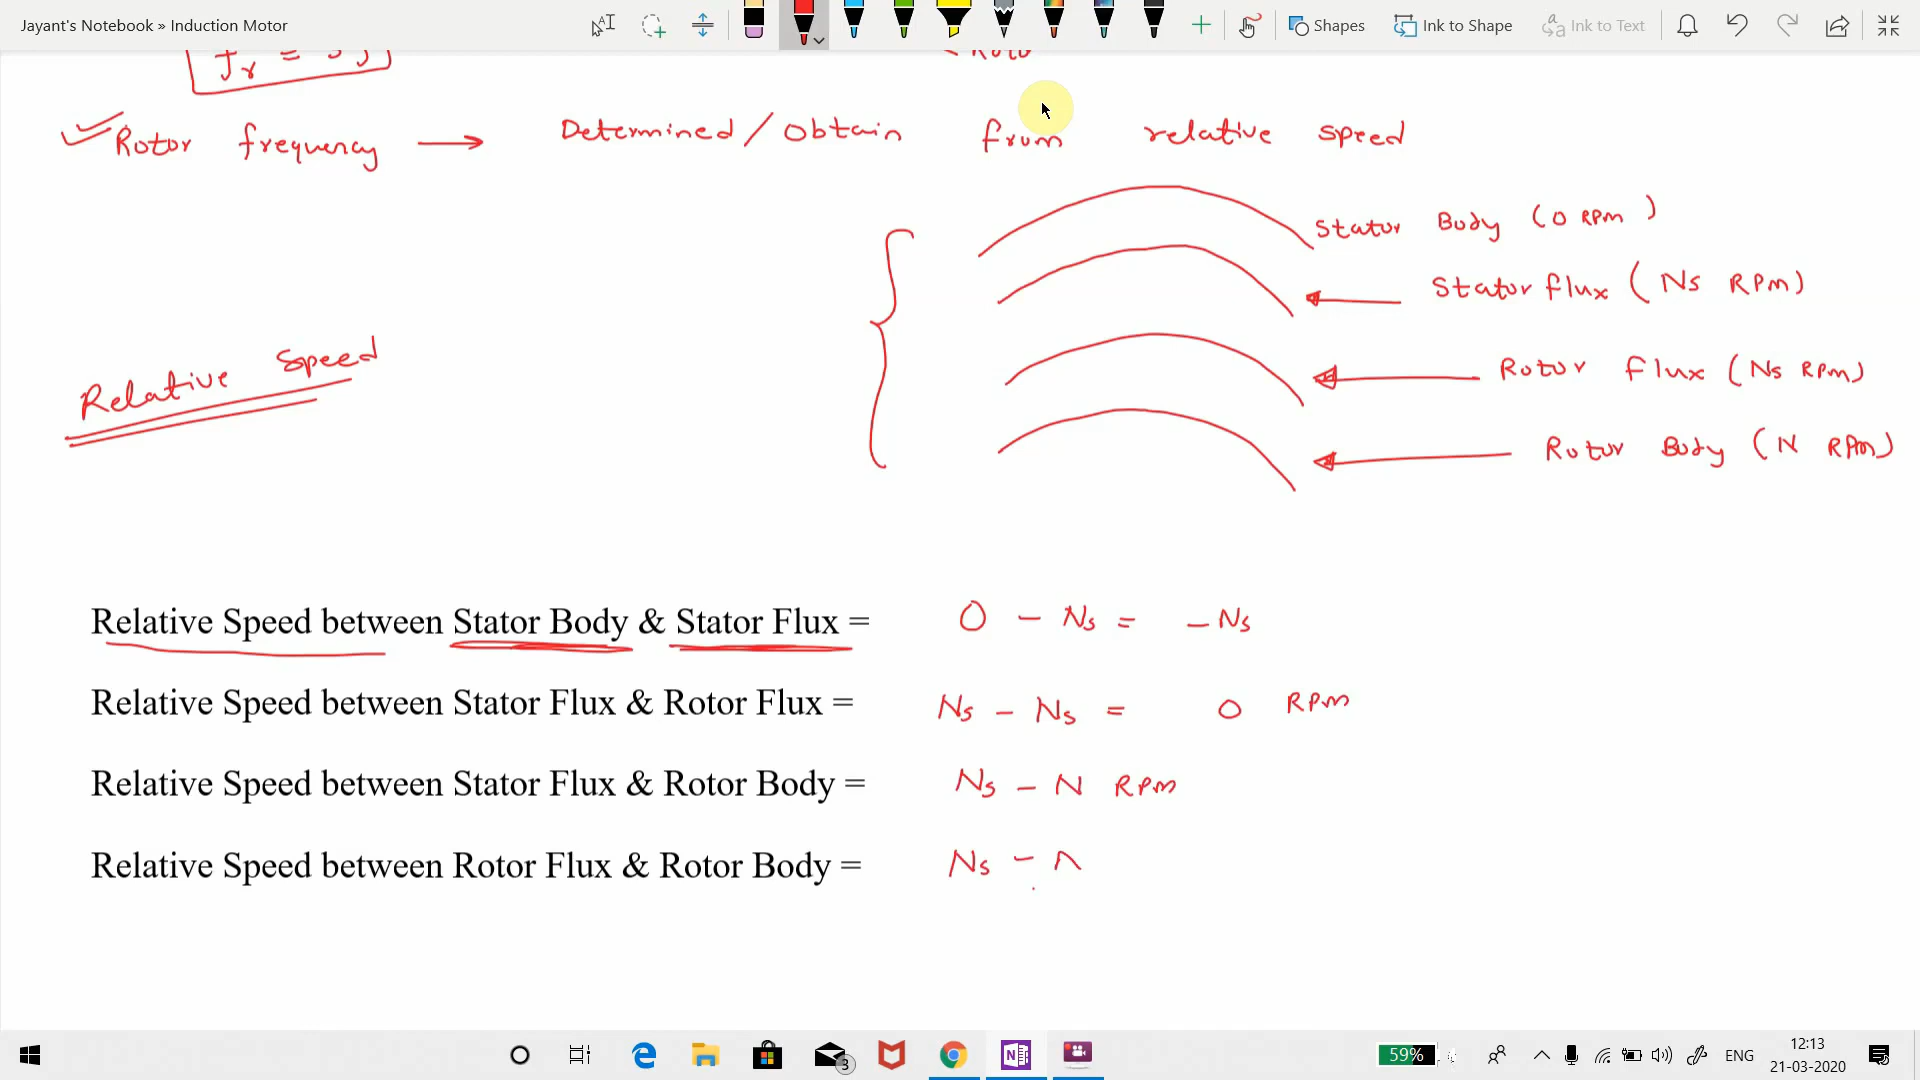 Jayant's Notebook » Induction Motor
Shapes
Ink to Shape
Ink to Text
Rotor frequency → Determined / Obtain from relative speed
Stator Body (0 RPM)
Stator flux (Ns RPM)
Relative Speed
Rotor flux (Ns RPM)
Rotor Body (N RPM)
Relative Speed between Stator Body & Stator Flux = 0 - Ns = - Ns
Relative Speed between Stator Flux & Rotor Flux = Ns - Ns = 0 RPM
Relative Speed between Stator Flux & Rotor Body = Ns - N RPM
Relative Speed between Rotor Flux & Rotor Body = Ns -
3
59%
ENG
12:13
21-03-2020